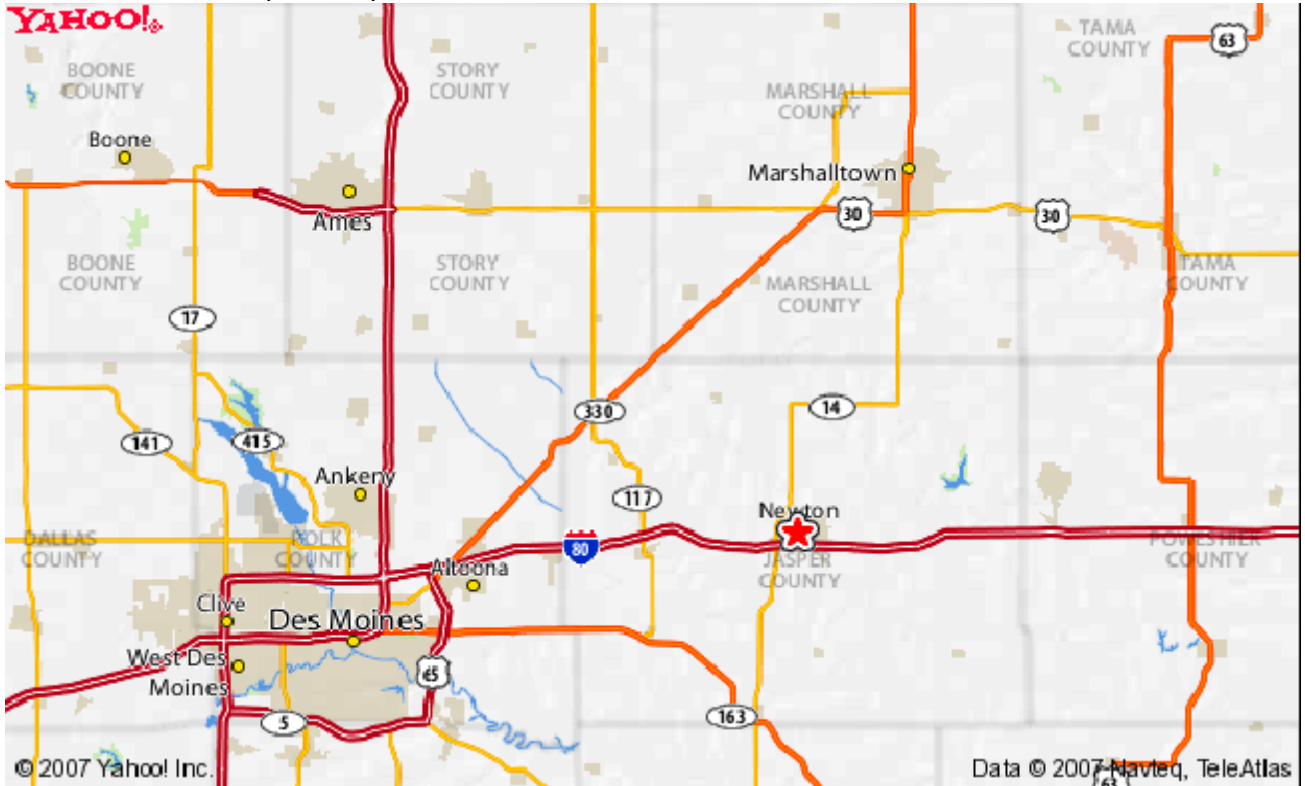 YAHOO!®
TAMA
COUNTY
63
BOONE
COUNTY
STORY
COUNTY
MARSHALL
COUNTY
Boone
Marshalltown
Ames
30
30
BOONE
COUNTY
STORY
COUNTY
MARSHALL
COUNTY
TAMA
COUNTY
17
330
14
141
415
Ankeny
117
Newton
DALLAS
COUNTY
POLK
COUNTY
80
JASPER
COUNTY
POWESHIEK
COUNTY
Altoona
Clive
Des Moines
West Des
Moines
65
5
163
© 2007 Yahoo! Inc.
Data © 2007 Navteq, TeleAtlas
63